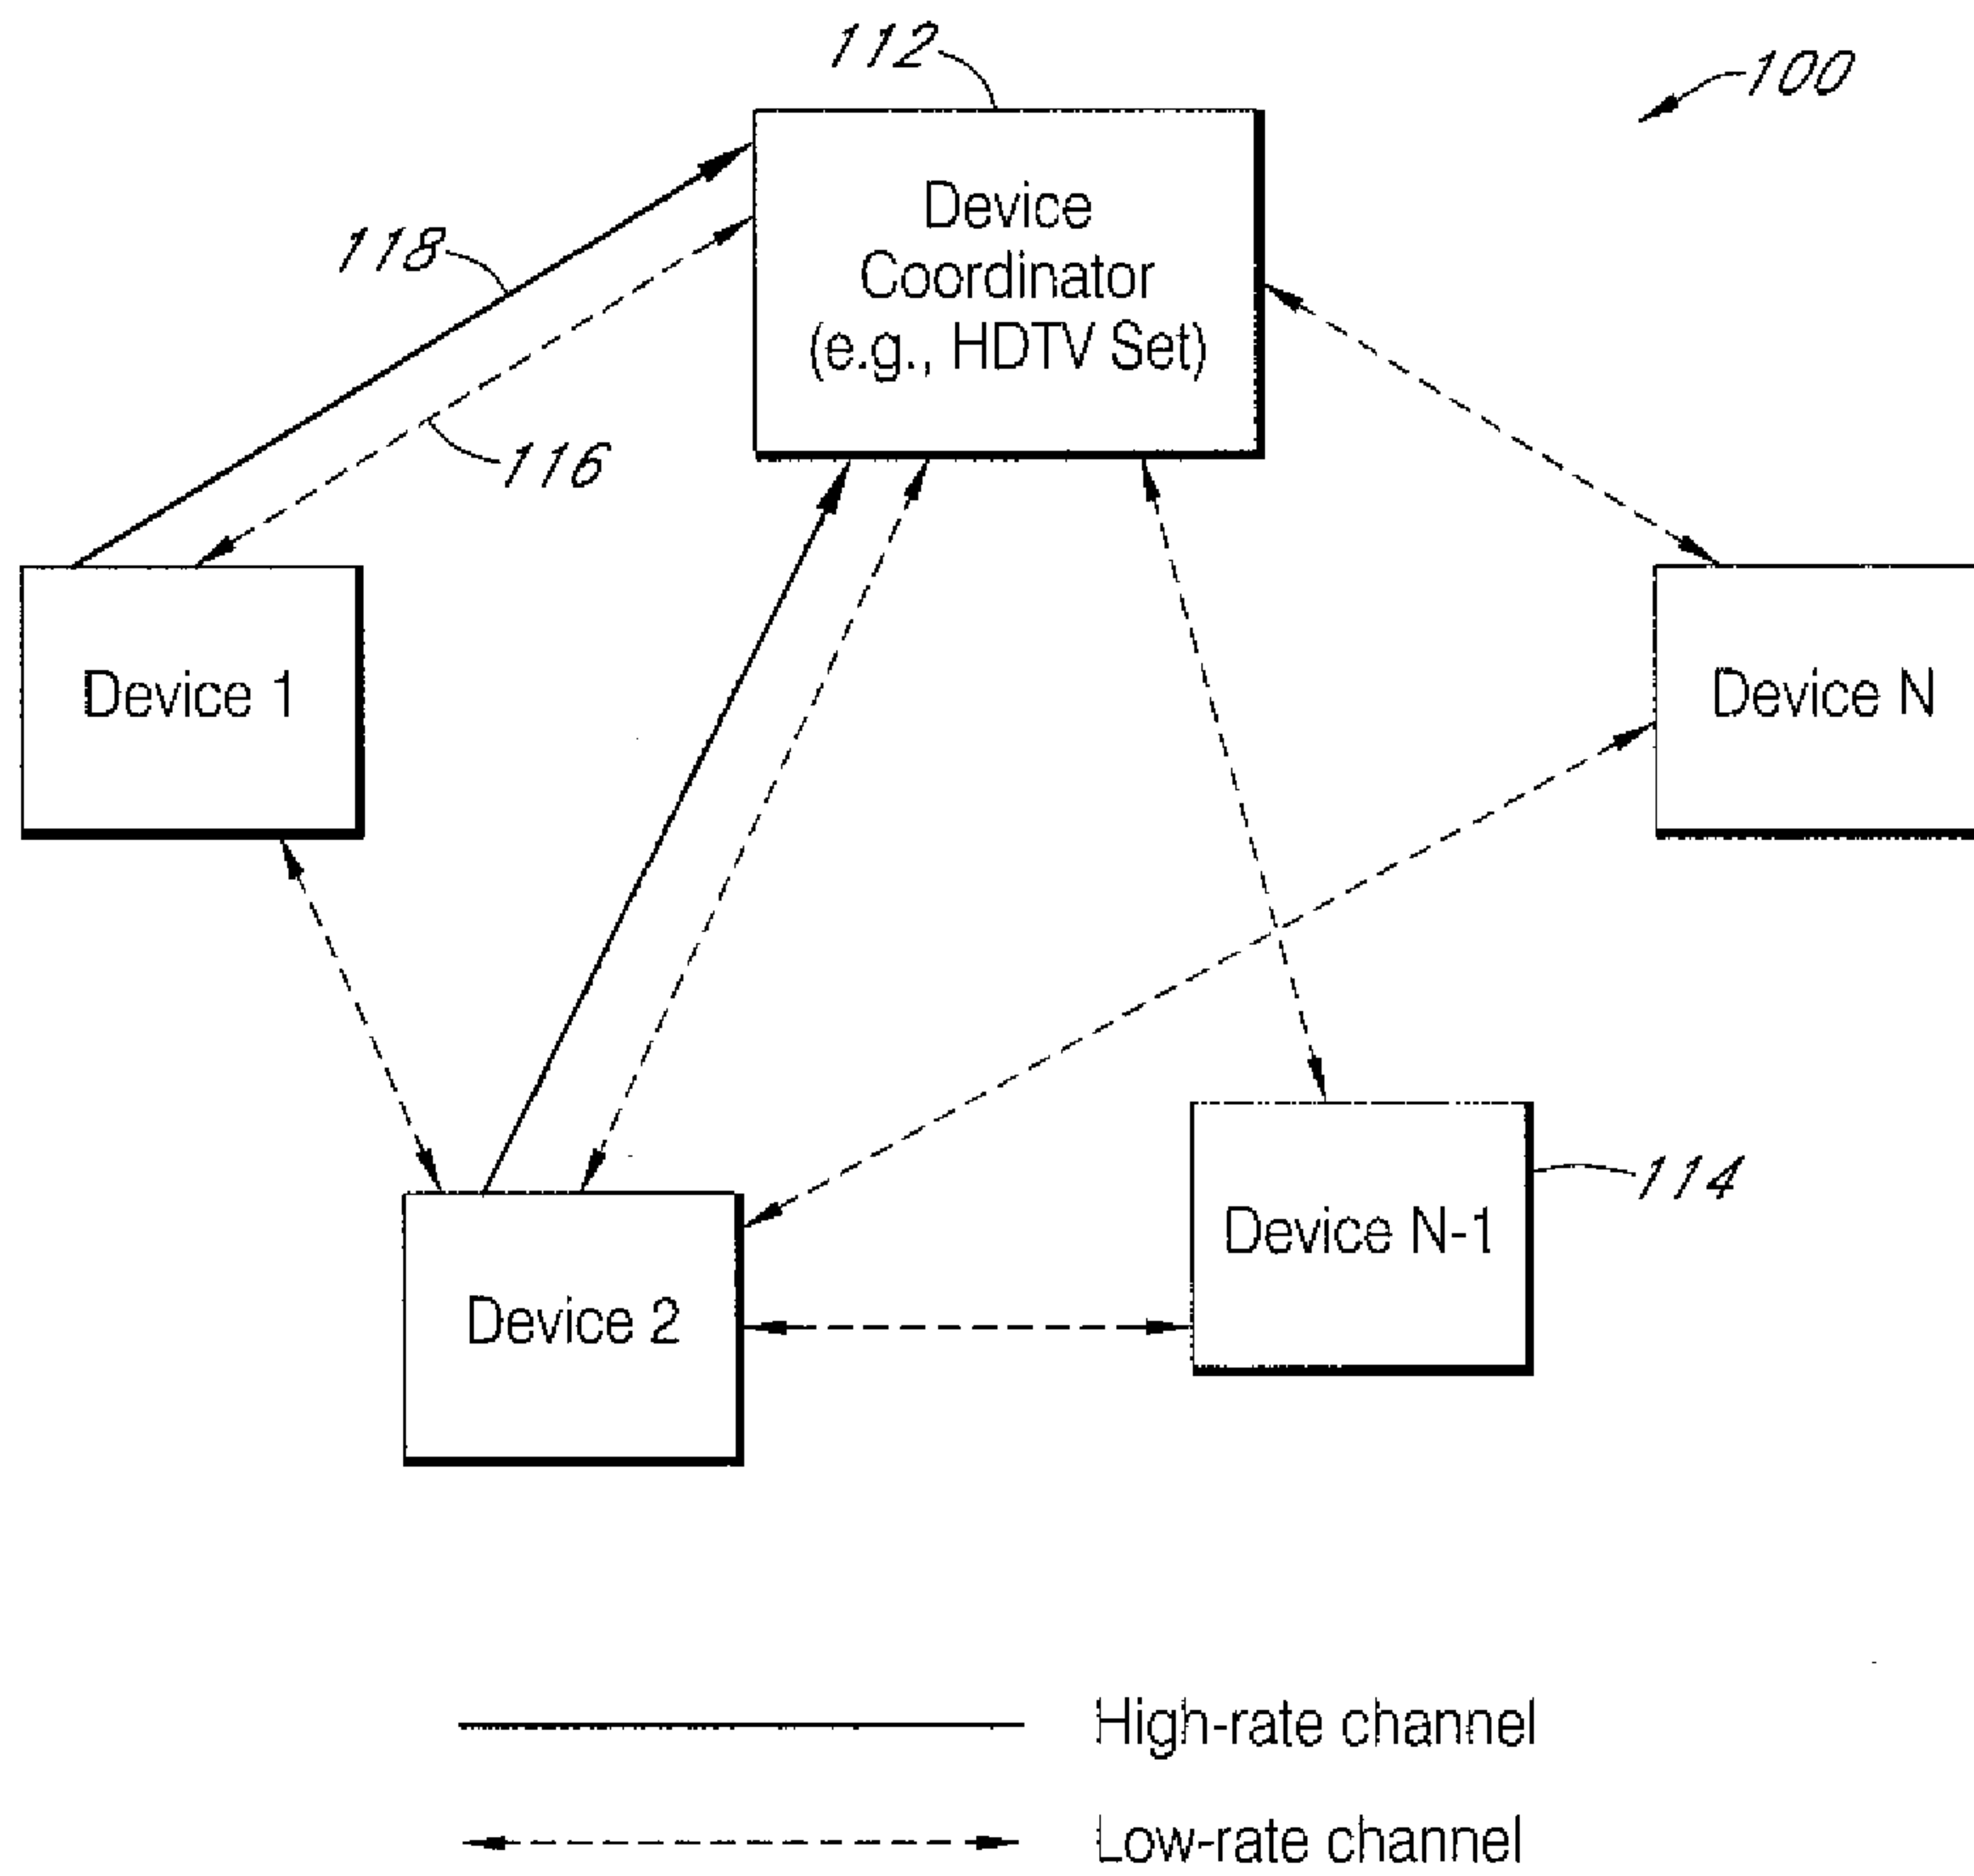 112
100
Device
Coordinator
(e.g., HDTV Set)
118
116
Device 1
Device N
Device N-1
114
Device 2
High-rate channel
Low-rate channel